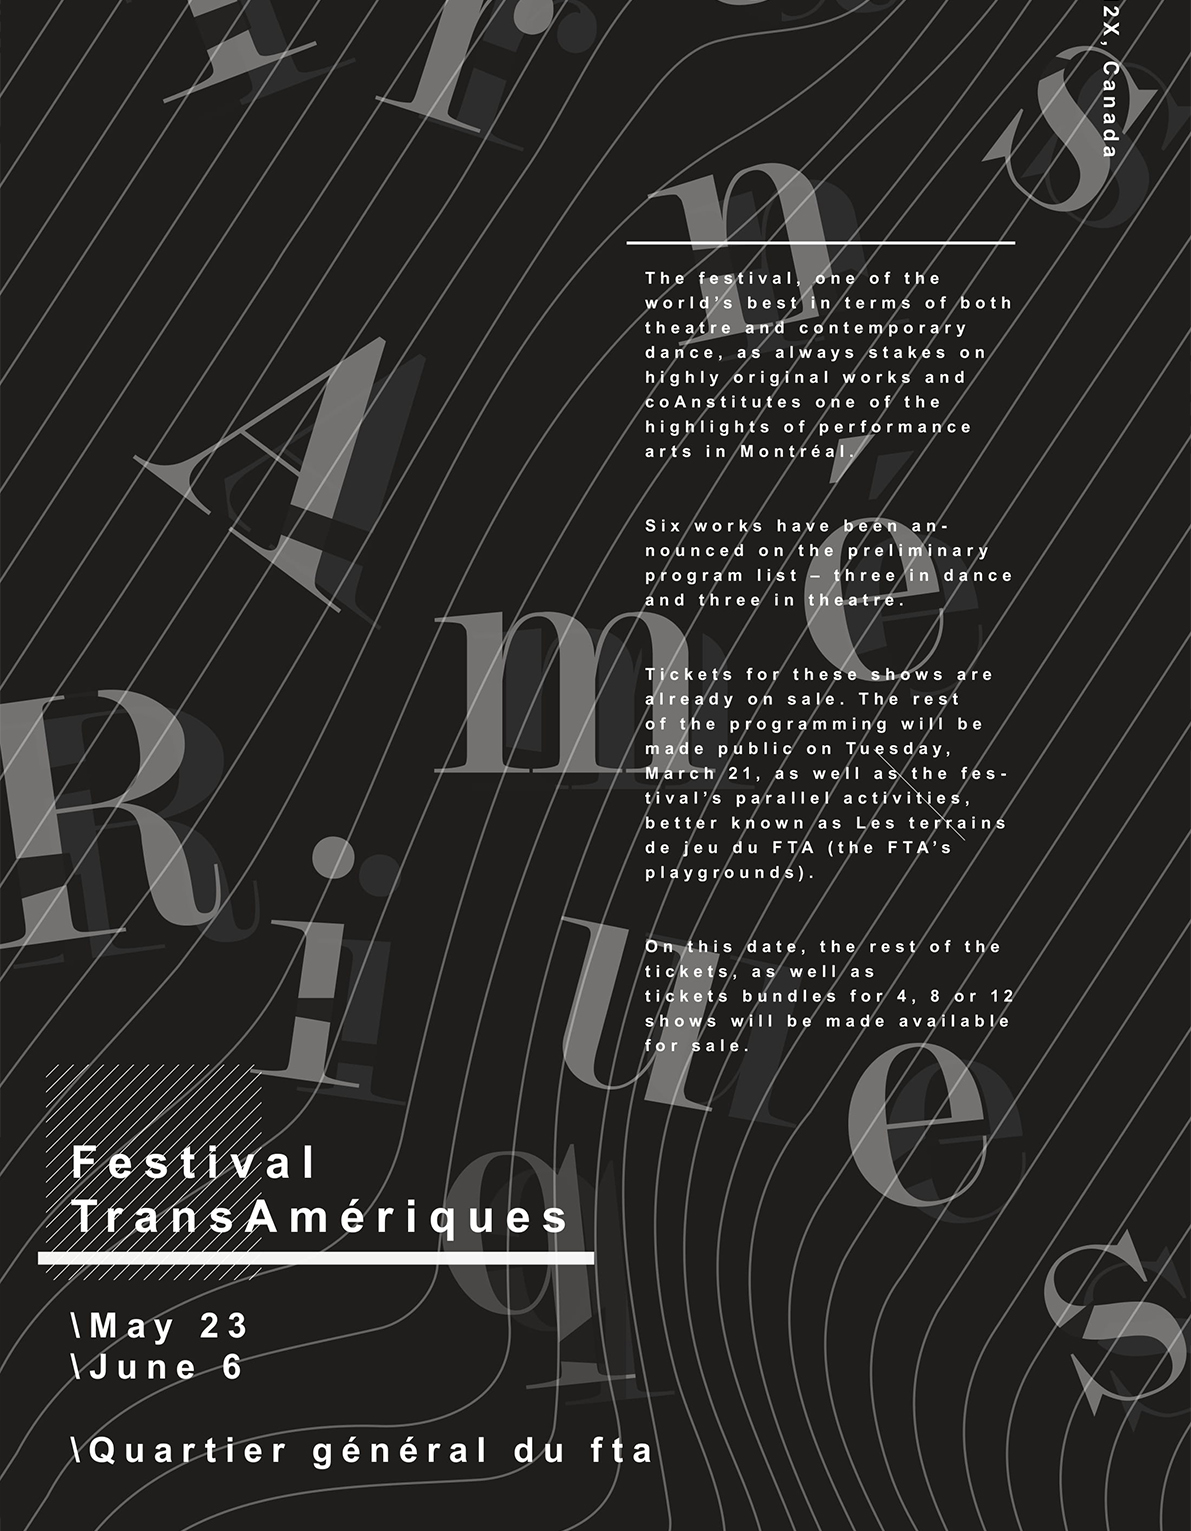 2X, Canada
The festival, one of the
world's best in terms of both
theatre and contemporary
dance, as always stakes on
highly original works and
coAnstitutes one of the
highlights of performance
arts in Montréal.
Six works have been an-
nounced on the preliminary
program list – three in dance
and three in theatre.
Tickets for these shows are
already on sale. The rest
of the programming will be
made public on Tuesday,
March 21, as well as the fes-
tival's parallel activities,
better known as Les terrains
de jeu du FTA (the FTA's
playgrounds).
On this date, the rest of the
tickets, as well as
tickets bundles for 4, 8 or 12
shows will be made available
for sale.
r n s
A m é
R i q u e s
Festival
TransAmériques
\May 23
\June 6
\Quartier général du fta